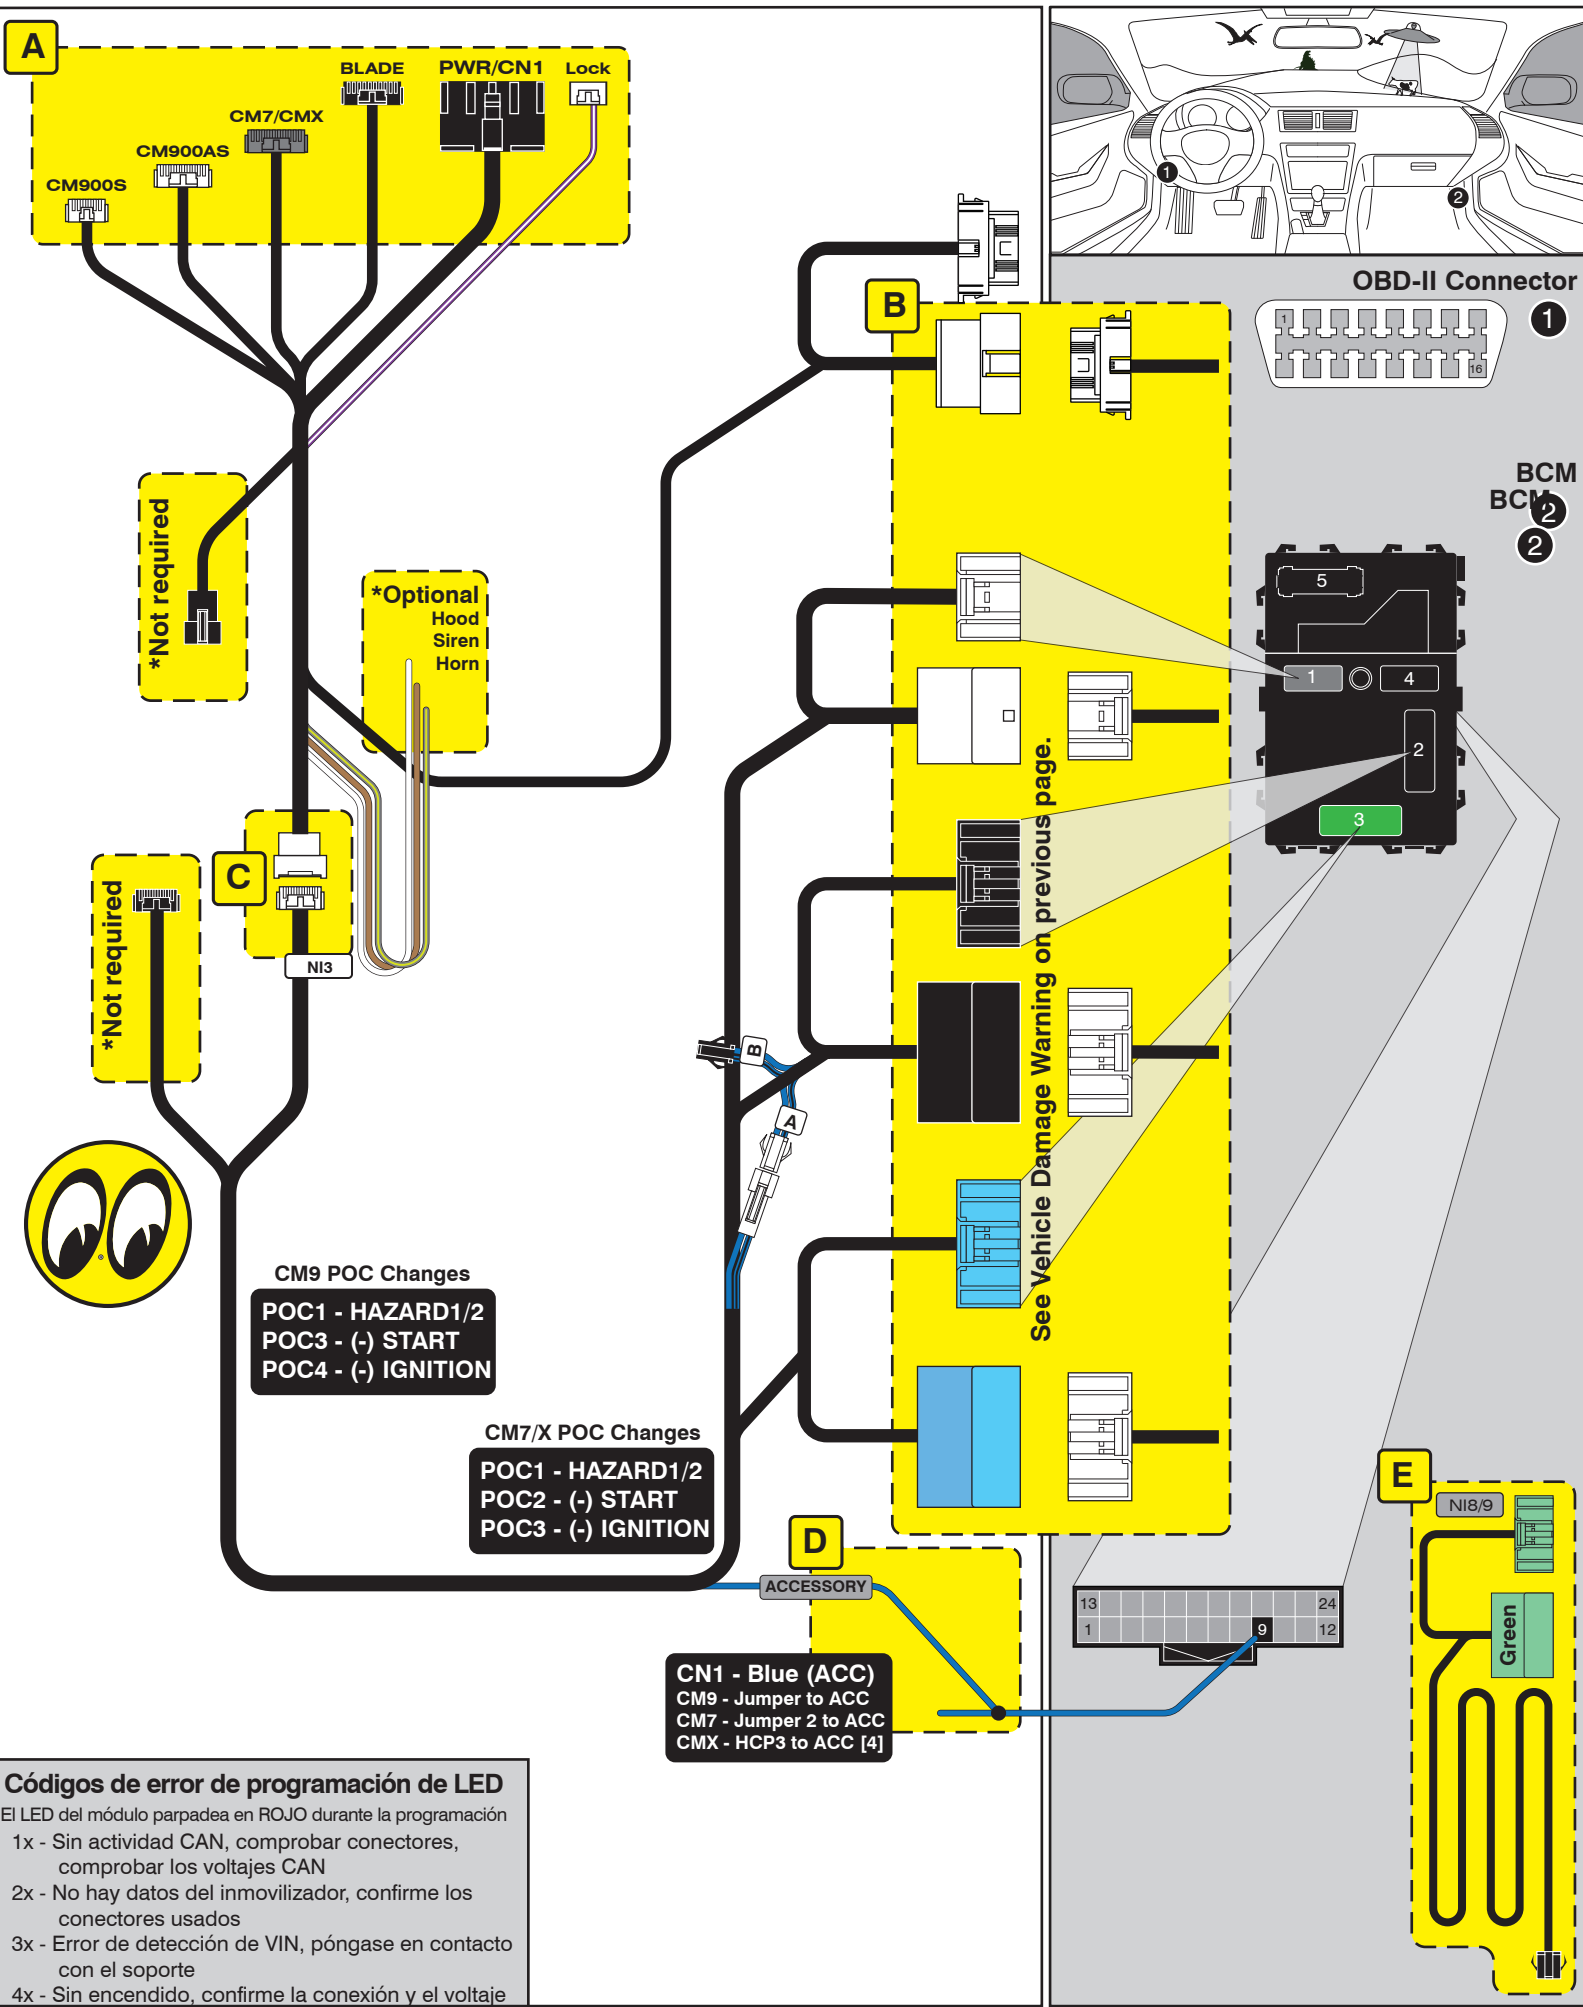 A
BLADE
PWR/CN1
Lock
CM7/CMX
CM900AS
CM900S
1
2
OBD-II Connector
1
1
16
B
BCM
BCM
2
2
5
1
4
2
3
*Not required
*Optional
Hood
Siren
Horn
See Vehicle Damage Warning on previous page.
C
*Not required
NI3
B
A
CM9 POC Changes
POC1 - HAZARD1/2
POC3 - (-) START
POC4 - (-) IGNITION
CM7/X POC Changes
POC1 - HAZARD1/2
POC2 - (-) START
POC3 - (-) IGNITION
D
ACCESSORY
CN1 - Blue (ACC)
CM9 - Jumper to ACC
CM7 - Jumper 2 to ACC
CMX - HCP3 to ACC [4]
13
24
1
9
12
E
NI8/9
Green
Códigos de error de programación de LED
El LED del módulo parpadea en ROJO durante la programación
1x - Sin actividad CAN, comprobar conectores,
comprobar los voltajes CAN
2x - No hay datos del inmovilizador, confirme los
conectores usados
3x - Error de detección de VIN, póngase en contacto
con el soporte
4x - Sin encendido, confirme la conexión y el voltaje